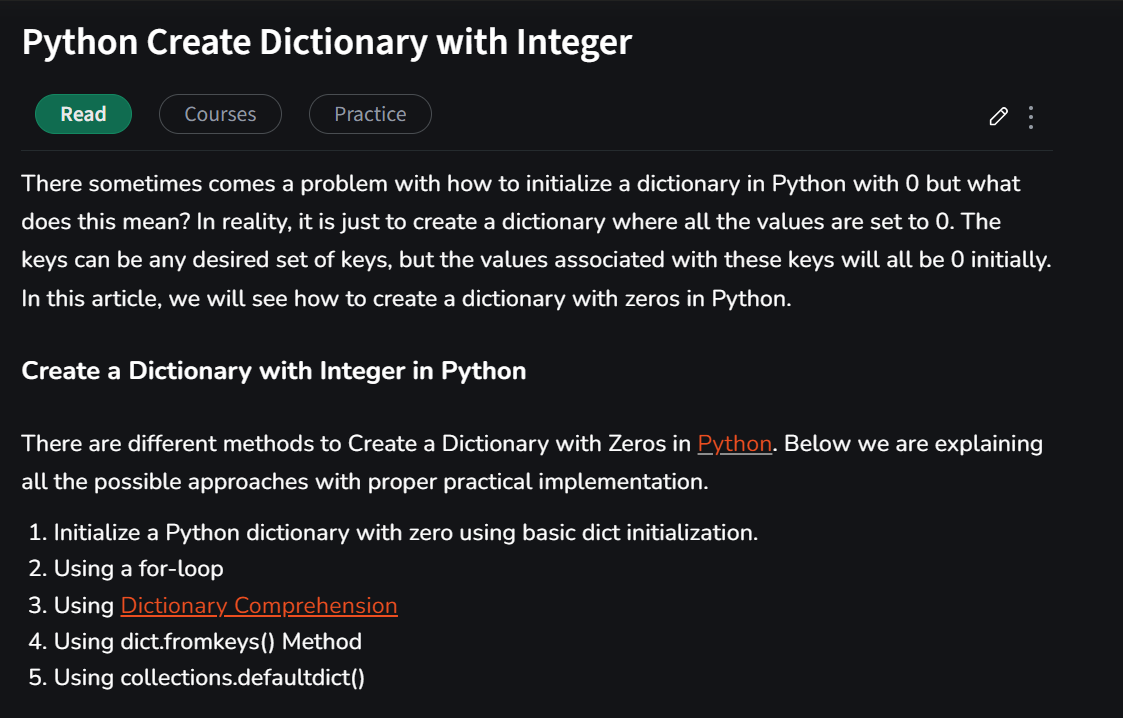 Python Create Dictionary with Integer
Read
Courses
Practice
There sometimes comes a problem with how to initialize a dictionary in Python with 0 but what
does this mean? In reality, it is just to create a dictionary where all the values are set to 0. The
keys can be any desired set of keys, but the values associated with these keys will all be 0 initially.
In this article, we will see how to create a dictionary with zeros in Python.
Create a Dictionary with Integer in Python
There are different methods to Create a Dictionary with Zeros in Python. Below we are explaining
all the possible approaches with proper practical implementation.
1. Initialize a Python dictionary with zero using basic dict initialization.
2. Using a for-loop
3. Using Dictionary Comprehension
4. Using dict.fromkeys() Method
5. Using collections.defaultdict()